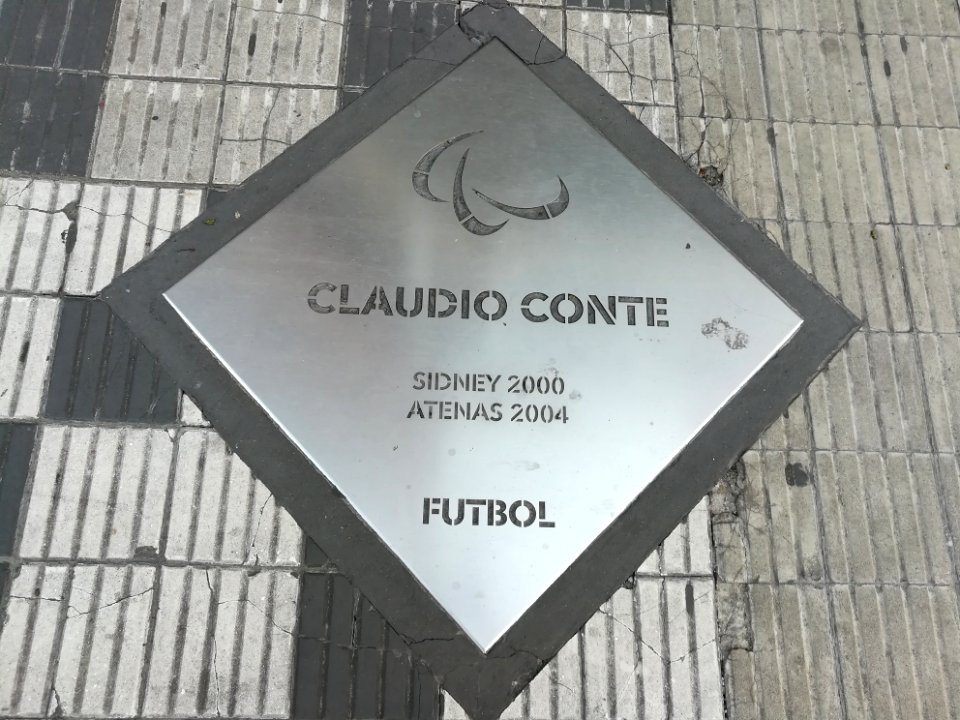 CLAUDIO CONTE
SIDNEY 2000
ATENAS 2004
FUTBOL